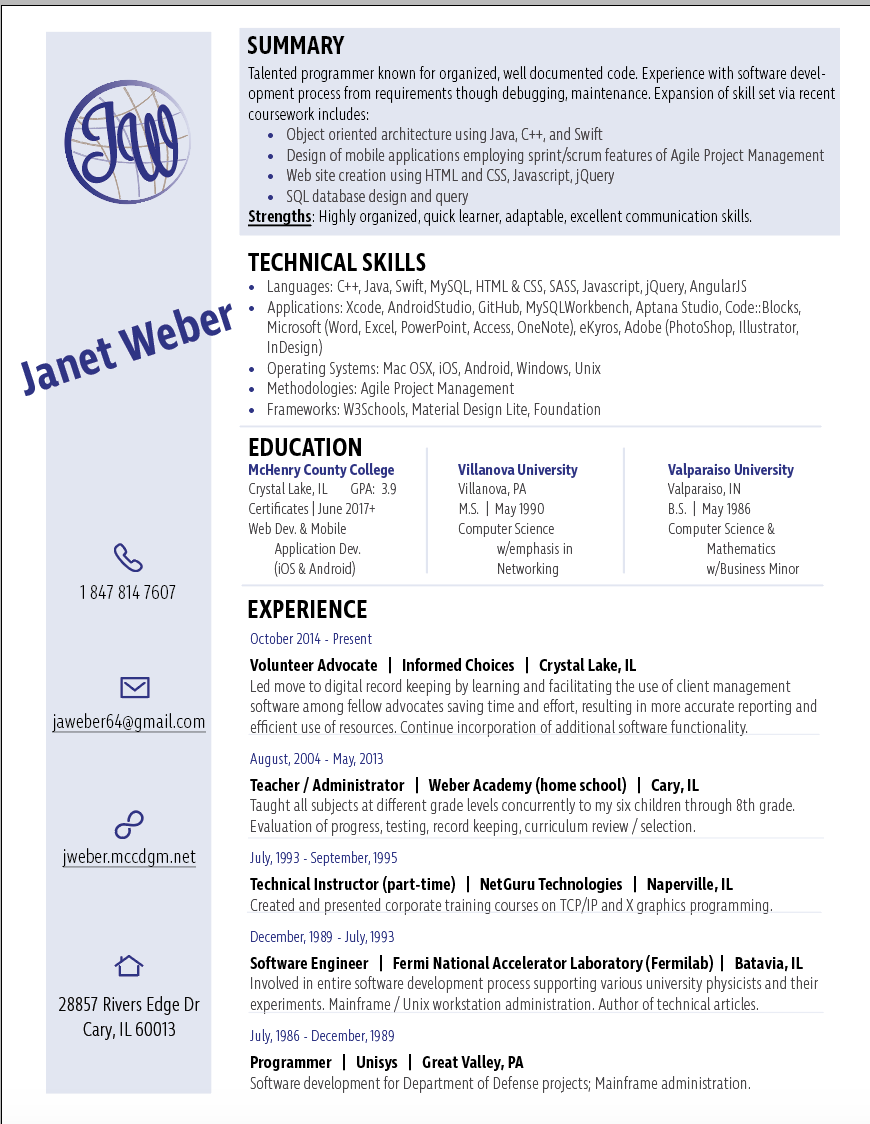 JW
Janet Weber
1 847 814 7607
jaweber64@gmail.com
jweber.mccdgm.net
28857 Rivers Edge Dr
Cary, IL 60013
SUMMARY
Talented programmer known for organized, well documented code. Experience with software devel-
opment process from requirements though debugging, maintenance. Expansion of skill set via recent
coursework includes:
• Object oriented architecture using Java, C++, and Swift
• Design of mobile applications employing sprint/scrum features of Agile Project Management
• Web site creation using HTML and CSS, Javascript, jQuery
• SQL database design and query
Strengths: Highly organized, quick learner, adaptable, excellent communication skills.
TECHNICAL SKILLS
• Languages: C++, Java, Swift, MySQL, HTML & CSS, SASS, Javascript, jQuery, AngularJS
• Applications: Xcode, AndroidStudio, GitHub, MySQLWorkbench, Aptana Studio, Code::Blocks,
Microsoft (Word, Excel, PowerPoint, Access, OneNote), eKyros, Adobe (PhotoShop, Illustrator,
InDesign)
• Operating Systems: Mac OSX, iOS, Android, Windows, Unix
• Methodologies: Agile Project Management
• Frameworks: W3Schools, Material Design Lite, Foundation
EDUCATION
McHenry County College
Crystal Lake, IL GPA: 3.9
Certificates | June 2017+
Web Dev. & Mobile
Application Dev.
(iOS & Android)
Villanova University
Villanova, PA
M.S. | May 1990
Computer Science
w/emphasis in
Networking
Valparaiso University
Valparaiso, IN
B.S. | May 1986
Computer Science &
Mathematics
w/Business Minor
EXPERIENCE
October 2014 - Present
Volunteer Advocate | Informed Choices | Crystal Lake, IL
Led move to digital record keeping by learning and facilitating the use of client management
software among fellow advocates saving time and effort, resulting in more accurate reporting and
efficient use of resources. Continue incorporation of additional software functionality.
August, 2004 - May, 2013
Teacher / Administrator | Weber Academy (home school) | Cary, IL
Taught all subjects at different grade levels concurrently to my six children through 8th grade.
Evaluation of progress, testing, record keeping, curriculum review / selection.
July, 1993 - September, 1995
Technical Instructor (part-time) | NetGuru Technologies | Naperville, IL
Created and presented corporate training courses on TCP/IP and X graphics programming.
December, 1989 - July, 1993
Software Engineer | Fermi National Accelerator Laboratory (Fermilab) | Batavia, IL
Involved in entire software development process supporting various university physicists and their
experiments. Mainframe / Unix workstation administration. Author of technical articles.
July, 1986 - December, 1989
Programmer | Unisys | Great Valley, PA
Software development for Department of Defense projects; Mainframe administration.